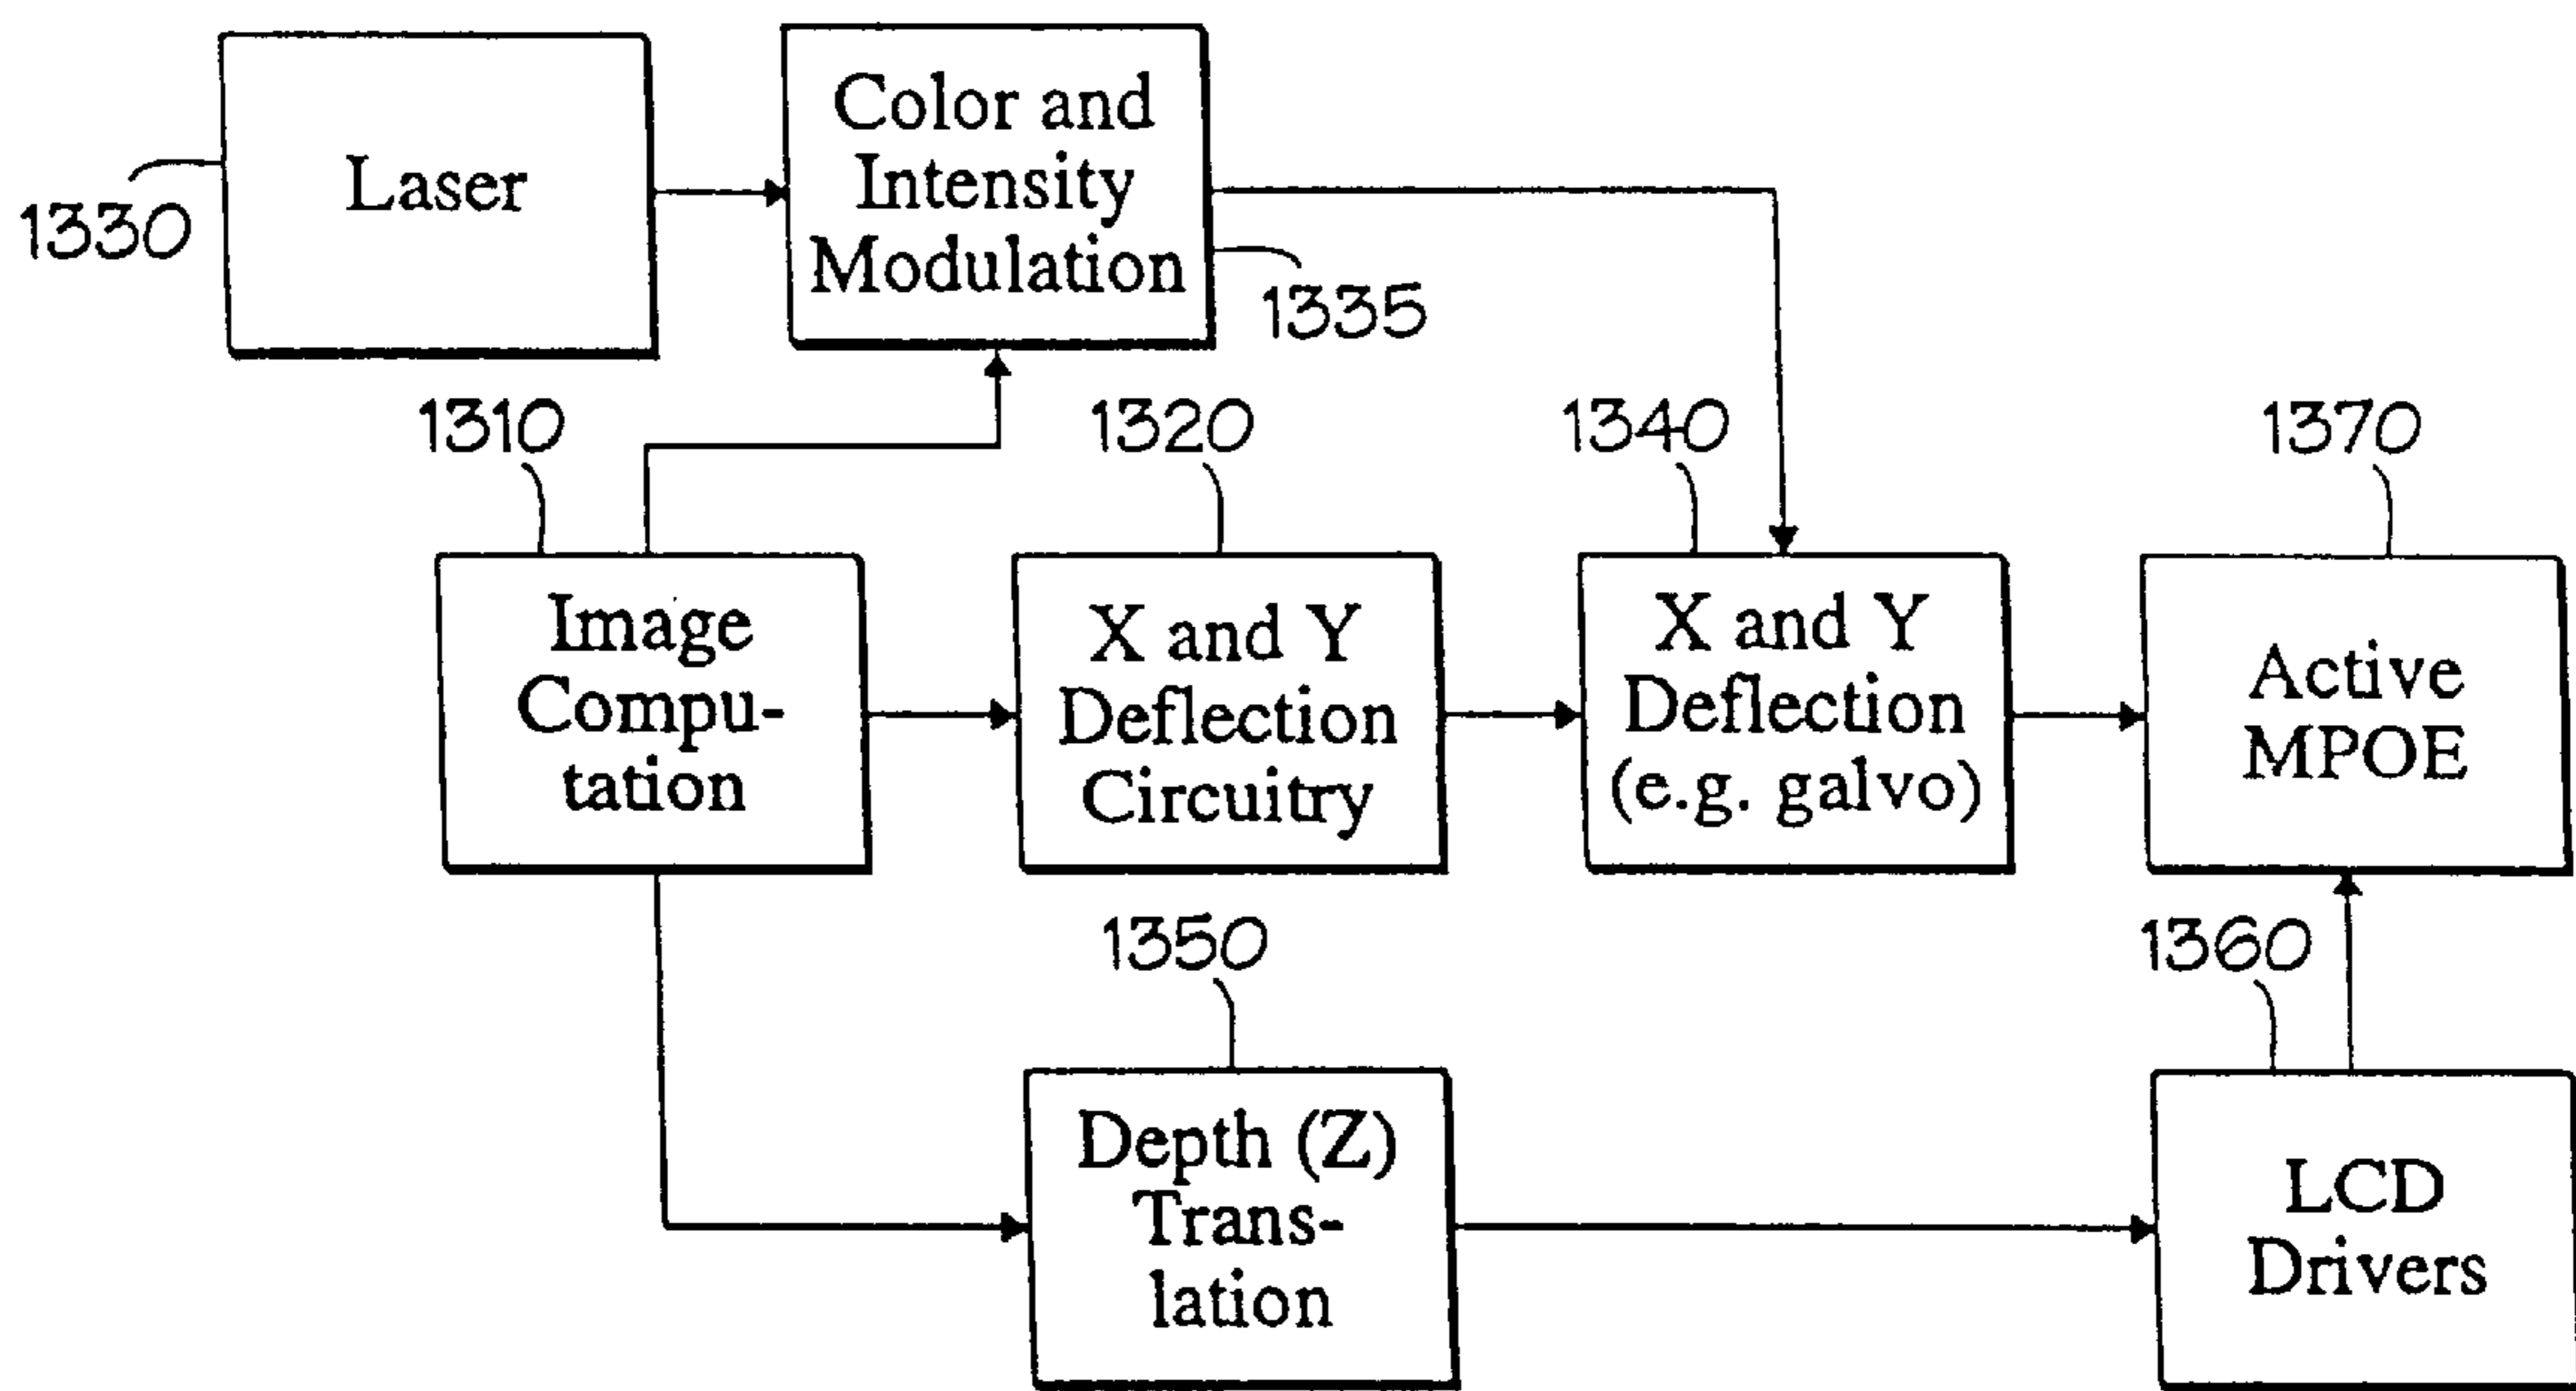 Laser
1330
Color and
Intensity
Modulation
1335
1310
Image
Compu-
tation
1320
X and Y
Deflection
Circuitry
1340
X and Y
Deflection
(e.g. galvo)
1370
Active
MPOE
1350
Depth (Z)
Trans-
lation
1360
LCD
Drivers